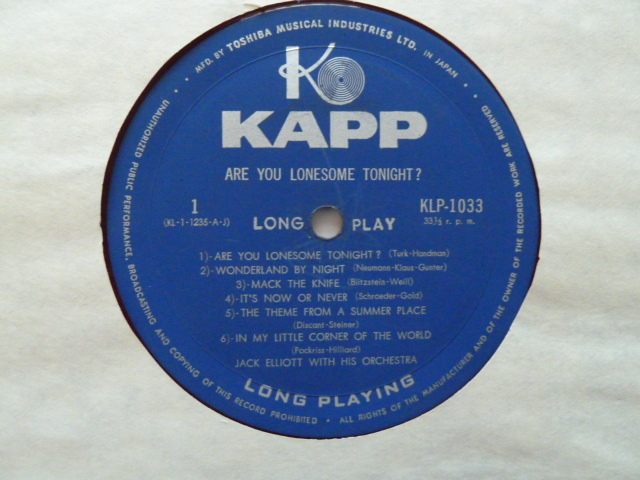 MFD. BY TOSHIBA MUSICAL INDUSTRIES LTD. IN JAPAN
K
KAPP
ARE YOU LONESOME TONIGHT?
1
(KL-1-1235-A-J)
LONG PLAY
KLP-1033
33⅓ r. p. m.
1)-ARE YOU LONESOME TONIGHT? (Turk-Handman)
2)-WONDERLAND BY NIGHT (Neumann-Klaus-Gunter)
3)-MACK THE KNIFE (Blitzstein-Weill)
4)-IT'S NOW OR NEVER (Schroeder-Gold)
5)-THE THEME FROM A SUMMER PLACE
(Discant-Steiner)
6)-IN MY LITTLE CORNER OF THE WORLD
(Pockriss-Hilliard)
JACK ELLIOTT WITH HIS ORCHESTRA
LONG PLAYING
UNAUTHORIZED PUBLIC PERFORMANCE, BROADCASTING AND COPYING OF THIS RECORD PROHIBITED • ALL RIGHTS OF THE MANUFACTURER AND OF THE OWNER OF THE RECORDED WORK ARE RESERVED